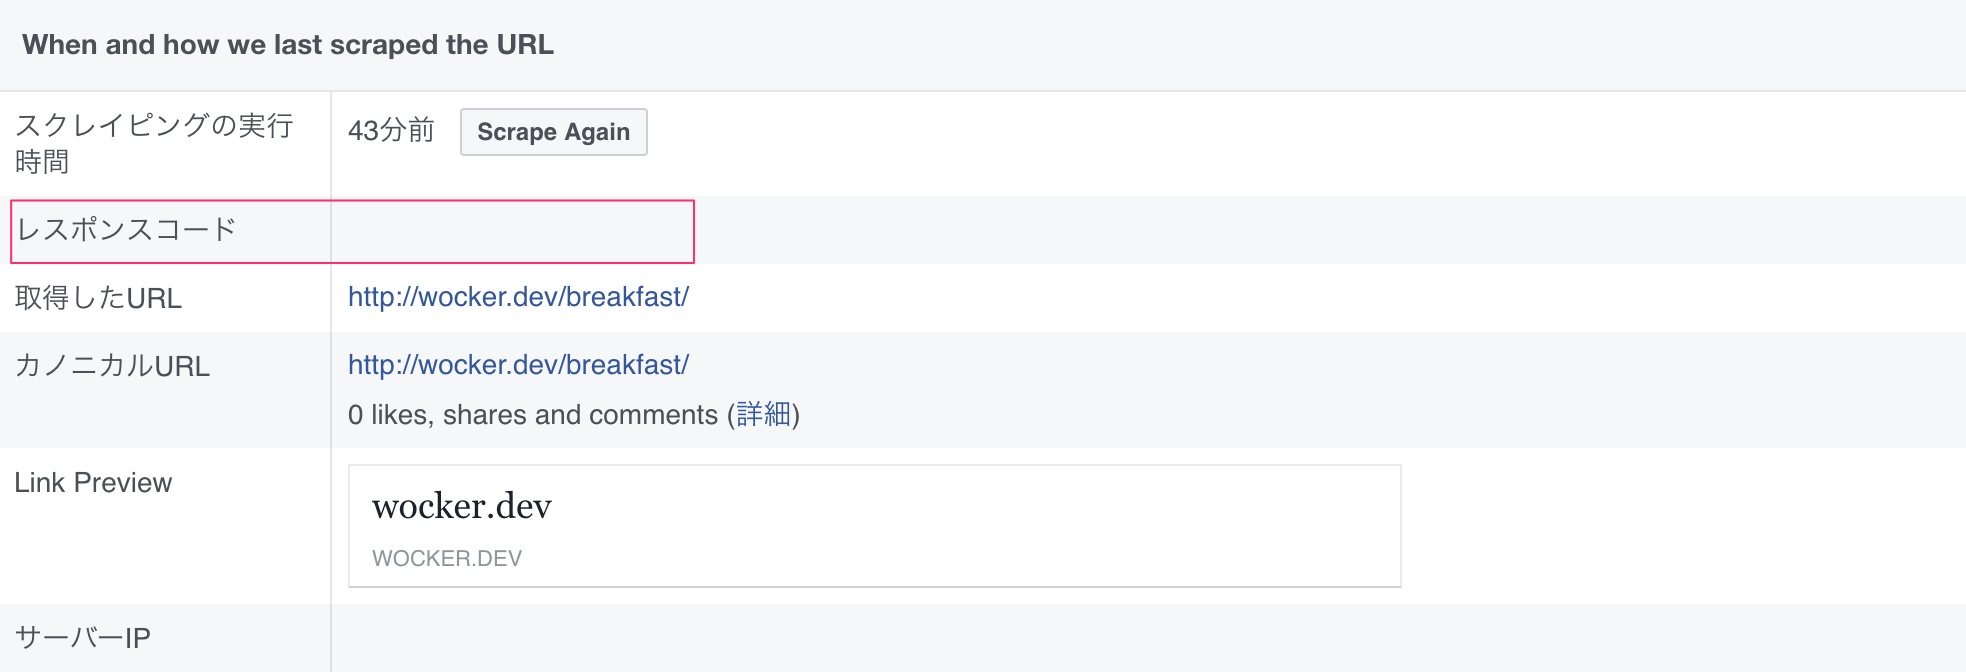 When and how we last scraped the URL
スクレイピングの実行
時間
43分前
Scrape Again
レスポンスコード
取得したURL
http://wocker.dev/breakfast/
カノニカルURL
http://wocker.dev/breakfast/
0 likes, shares and comments (詳細)
Link Preview
wocker.dev
WOCKER.DEV
サーバーIP